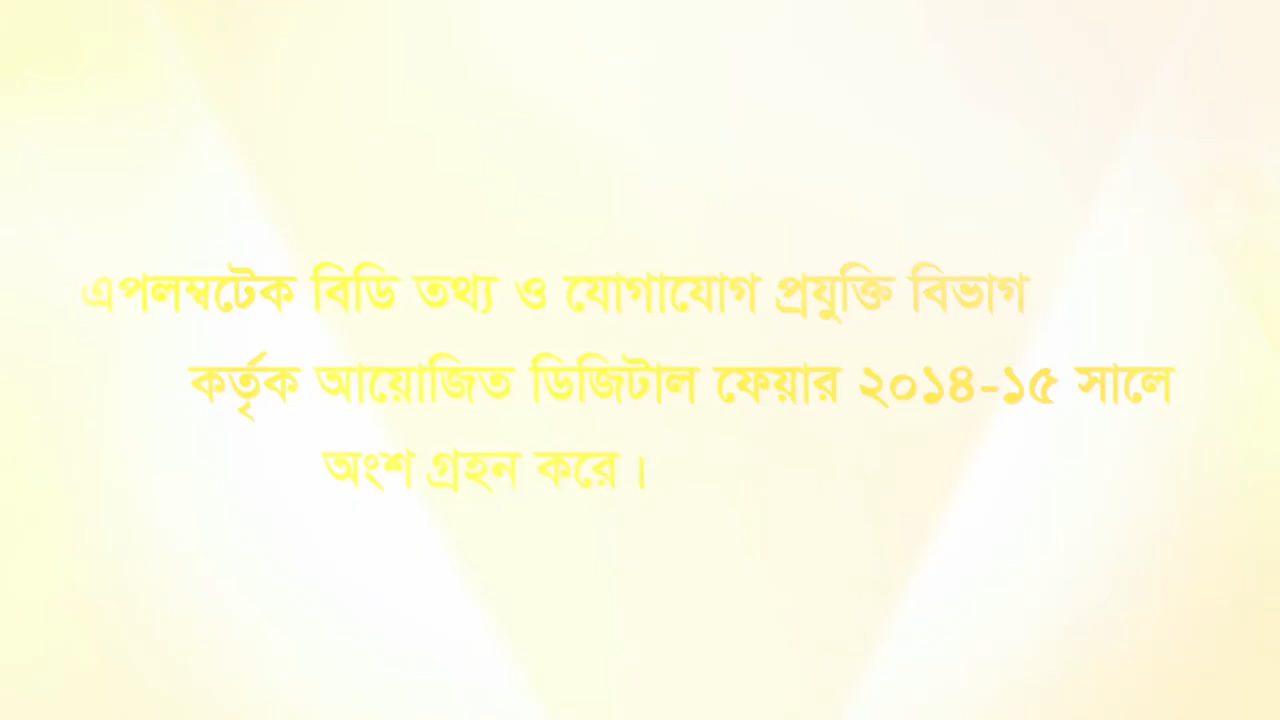 এপলম্বটেক বিডি তথ্য ও যোগাযোগ প্রযুক্তি বিভাগ
কর্তৃক আয়োজিত ডিজিটাল ফেয়ার ২০১৪-১৫ সালে
অংশ গ্রহন করে।